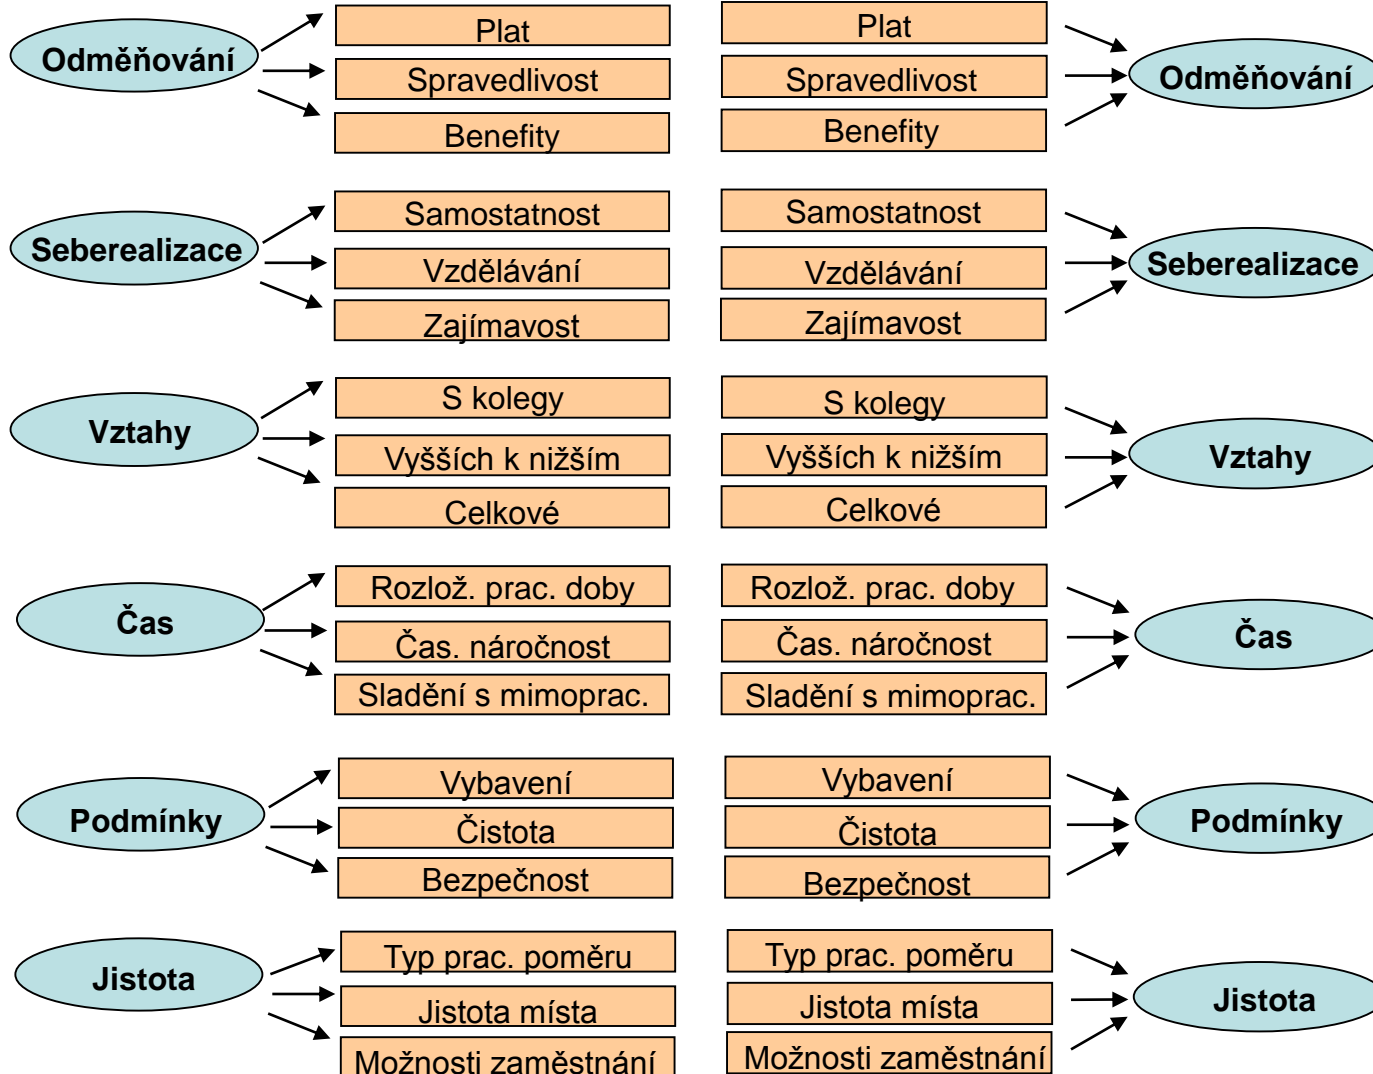 Odměňování
Plat
Spravedlivost
Benefity
Plat
Spravedlivost
Benefity
Odměňování
Seberealizace
Samostatnost
Vzdělávání
Zajímavost
Samostatnost
Vzdělávání
Zajímavost
Seberealizace
Vztahy
S kolegy
Vyšších k nižším
Celkové
S kolegy
Vyšších k nižším
Celkové
Vztahy
Čas
Rozlož. prac. doby
Čas. náročnost
Sladění s mimoprac.
Rozlož. prac. doby
Čas. náročnost
Sladění s mimoprac.
Čas
Podmínky
Vybavení
Čistota
Bezpečnost
Vybavení
Čistota
Bezpečnost
Podmínky
Jistota
Typ prac. poměru
Jistota místa
Možnosti zaměstnání
Typ prac. poměru
Jistota místa
Možnosti zaměstnání
Jistota